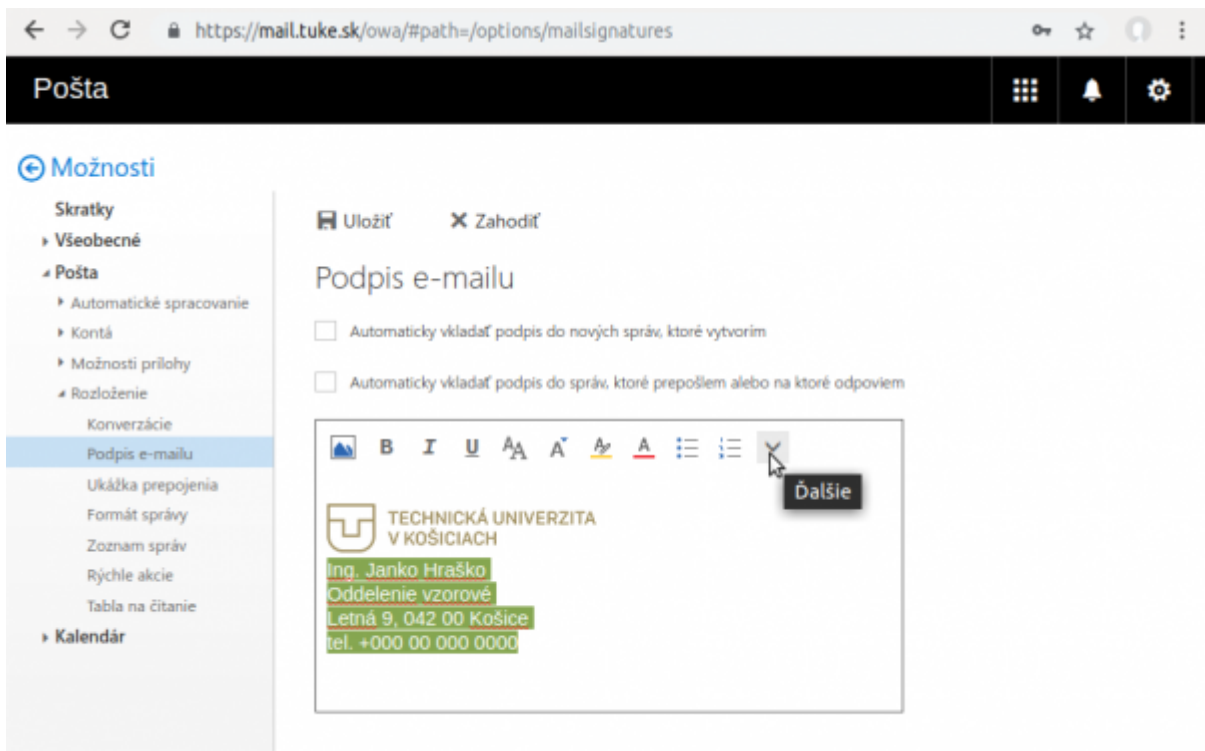 https://mail.tuke.sk/owa/#path=/options/mailsignatures
Pošta
Možnosti
Skratky
Všeobecné
Pošta
Automatické spracovanie
Kontá
Možnosti prílohy
Rozloženie
Konverzácie
Podpis e-mailu
Ukážka prepojenia
Formát správy
Zoznam správ
Rýchle akcie
Tabla na čítanie
Kalendár
Uložiť Zahodiť
Podpis e-mailu
Automaticky vkladať podpis do nových správ, ktoré vytvorím
Automaticky vkladať podpis do správ, ktoré prepošlem alebo na ktoré odpoviem
B I U AA A A A
Ďalšie
TECHNICKÁ UNIVERZITA
V KOŠICIACH
Ing. Janko Hraško
Oddelenie vzorové
Letná 9, 042 00 Košice
tel. +000 00 000 0000